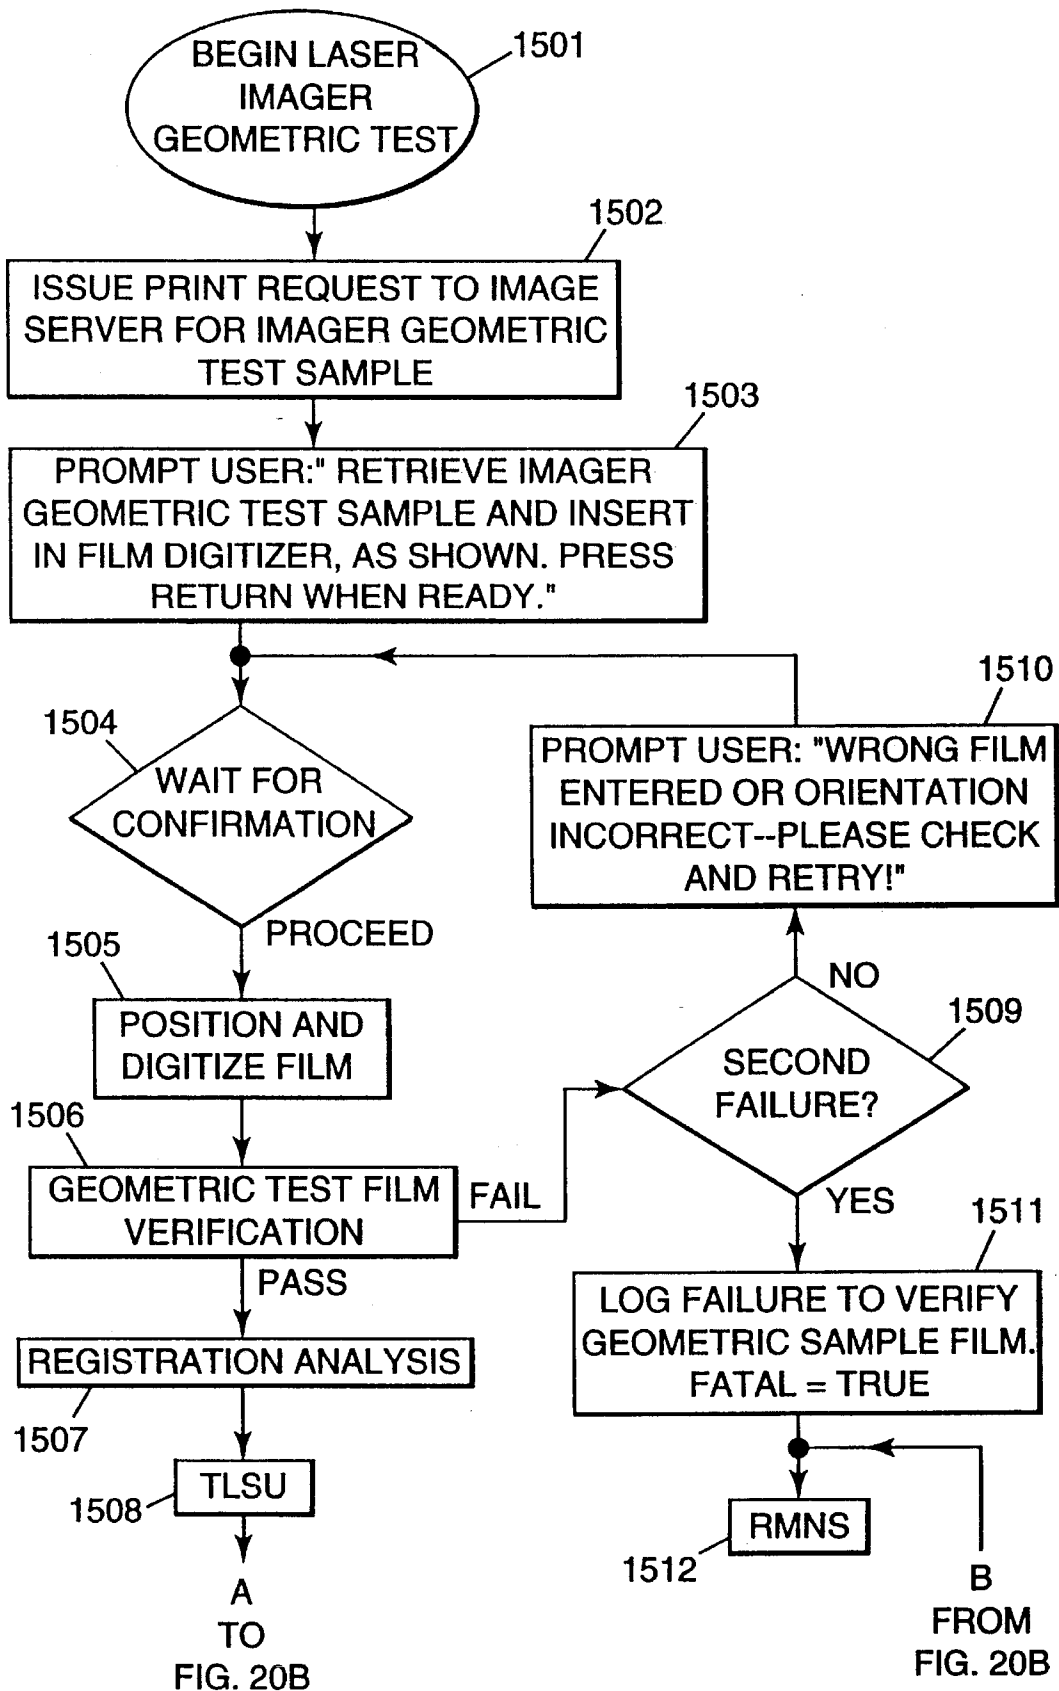 BEGIN LASER
IMAGER
GEOMETRIC TEST
1501
1502
ISSUE PRINT REQUEST TO IMAGE
SERVER FOR IMAGER GEOMETRIC
TEST SAMPLE
1503
PROMPT USER:" RETRIEVE IMAGER
GEOMETRIC TEST SAMPLE AND INSERT
IN FILM DIGITIZER, AS SHOWN. PRESS
RETURN WHEN READY."
1504
WAIT FOR
CONFIRMATION
PROCEED
1505
POSITION AND
DIGITIZE FILM
1506
GEOMETRIC TEST FILM
VERIFICATION
FAIL
PASS
REGISTRATION ANALYSIS
1507
TLSU
1508
A
TO
FIG. 20B
1510
PROMPT USER: "WRONG FILM
ENTERED OR ORIENTATION
INCORRECT--PLEASE CHECK
AND RETRY!"
NO
1509
SECOND
FAILURE?
YES
1511
LOG FAILURE TO VERIFY
GEOMETRIC SAMPLE FILM.
FATAL = TRUE
RMNS
1512
B
FROM
FIG. 20B